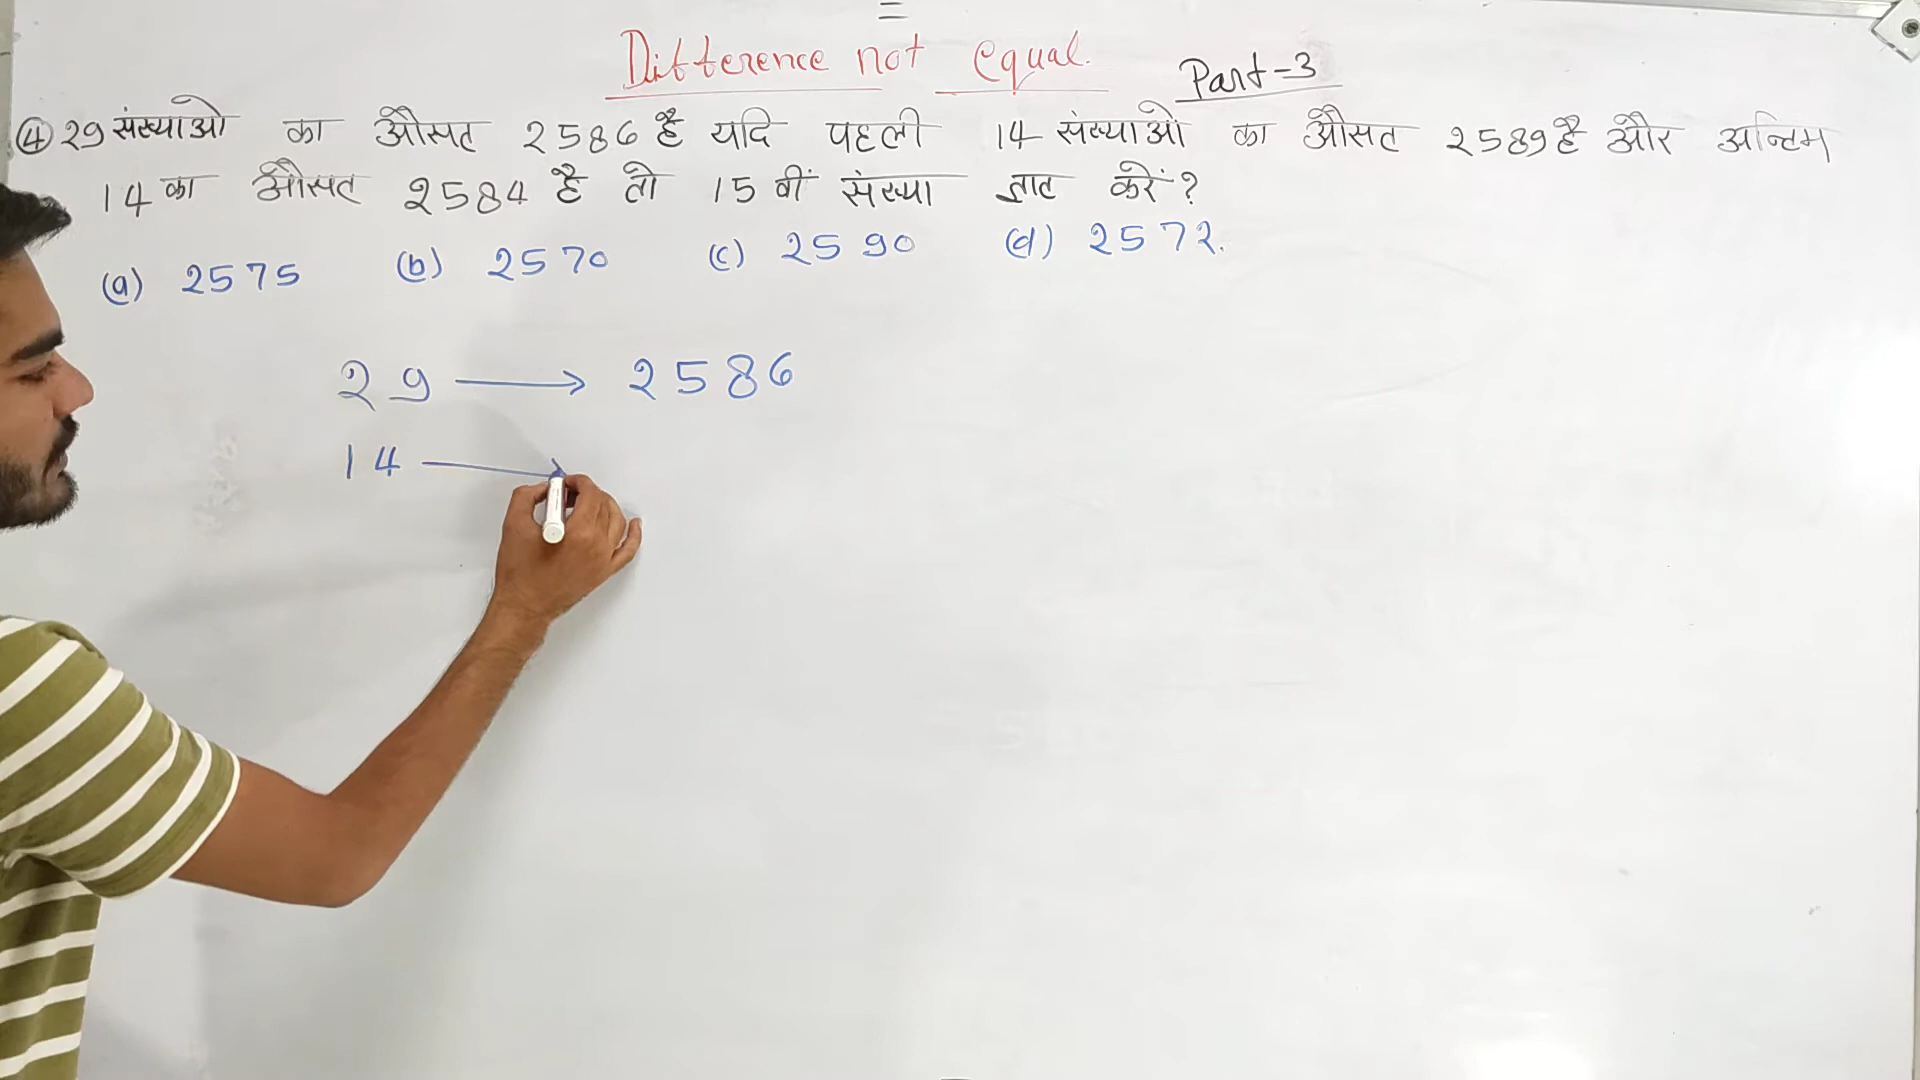 Difference not equal.
Part-3
④ 29 संख्याओ का औसत 2586 है यदि पहली 14 संख्याओ का औसत 2589 है और अन्तिम
14 का औसत 2584 है तो 15 वीं संख्या ज्ञात करें ?
(a) 2575 (b) 2570 (c) 2590 (d) 2572.
29 → 2586
14 →